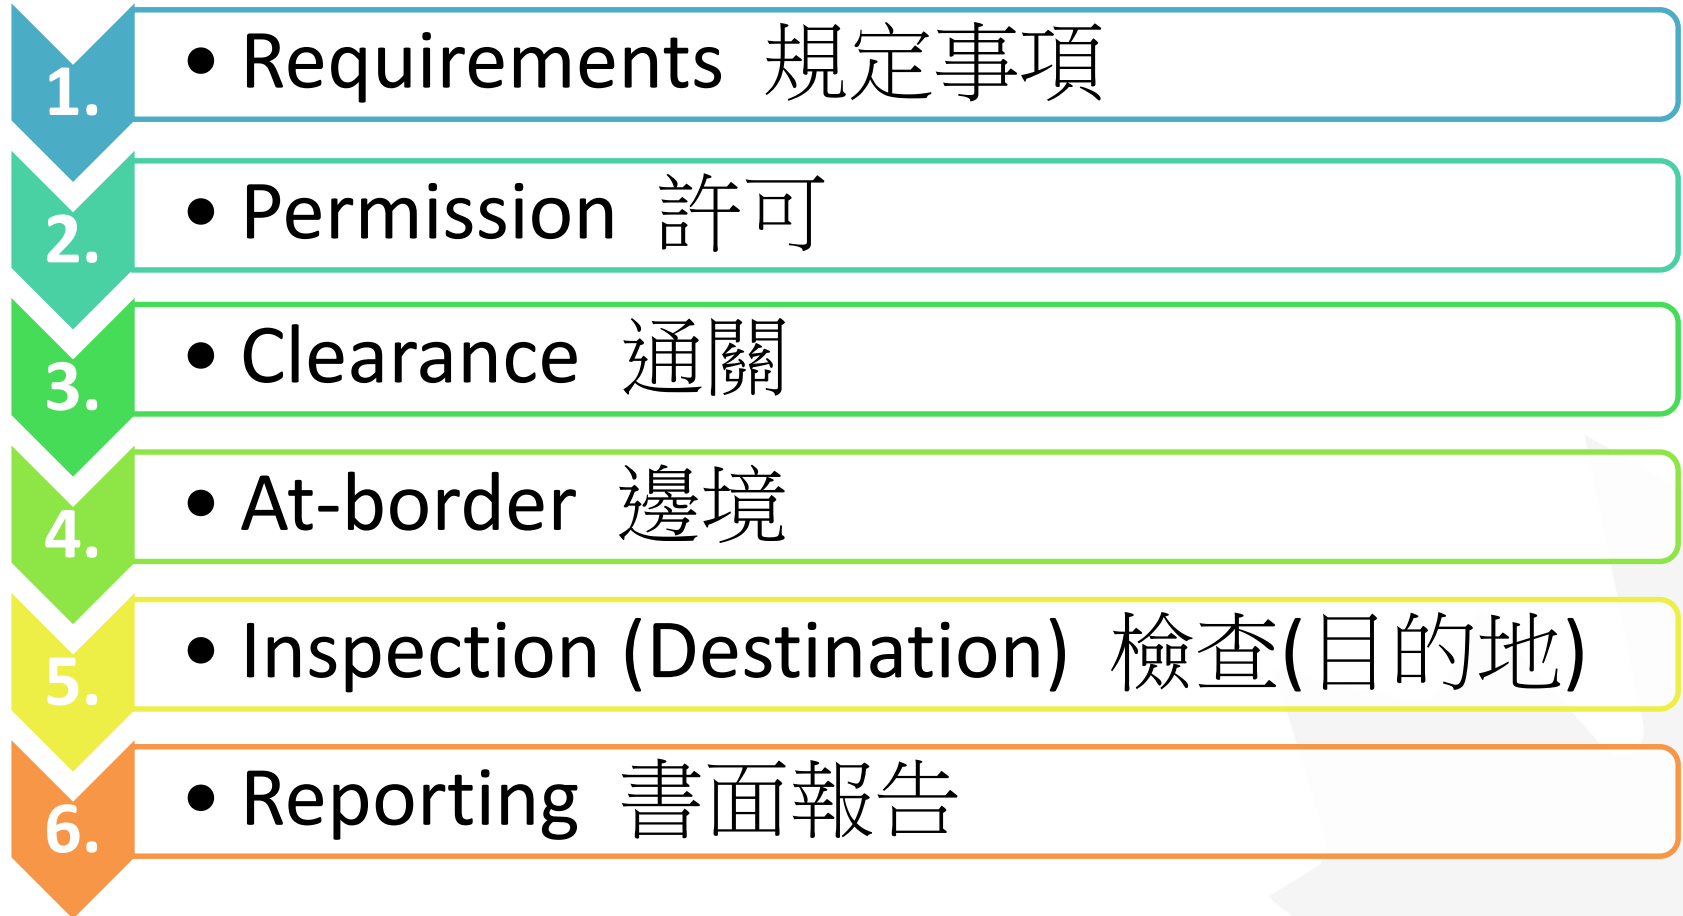 1. • Requirements 規定事項
2. • Permission 許可
3. • Clearance 通關
4. • At-border 邊境
5. • Inspection (Destination) 檢查(目的地)
6. • Reporting 書面報告